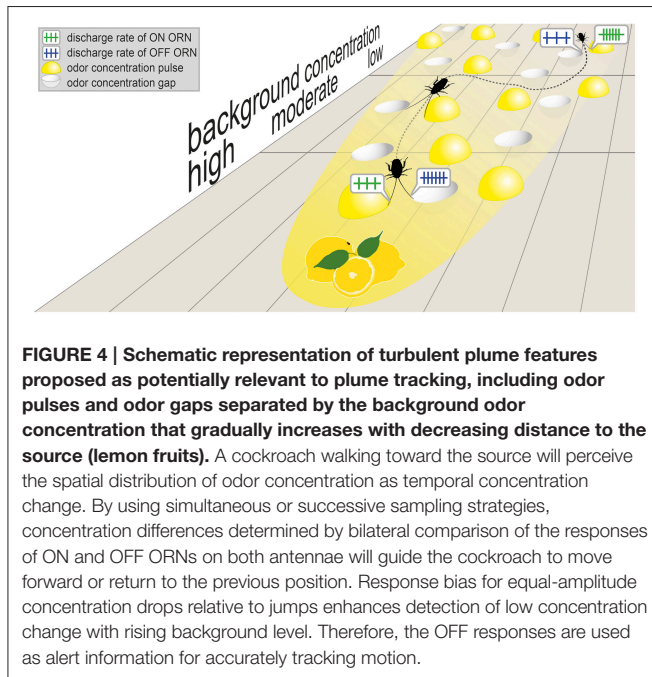 discharge rate of ON ORN
discharge rate of OFF ORN
odor concentration pulse
odor concentration gap
background concentration
high moderate low
FIGURE 4 | Schematic representation of turbulent plume features
proposed as potentially relevant to plume tracking, including odor
pulses and odor gaps separated by the background odor
concentration that gradually increases with decreasing distance to the
source (lemon fruits). A cockroach walking toward the source will perceive
the spatial distribution of odor concentration as temporal concentration
change. By using simultaneous or successive sampling strategies,
concentration differences determined by bilateral comparison of the responses
of ON and OFF ORNs on both antennae will guide the cockroach to move
forward or return to the previous position. Response bias for equal-amplitude
concentration drops relative to jumps enhances detection of low concentration
change with rising background level. Therefore, the OFF responses are used
as alert information for accurately tracking motion.